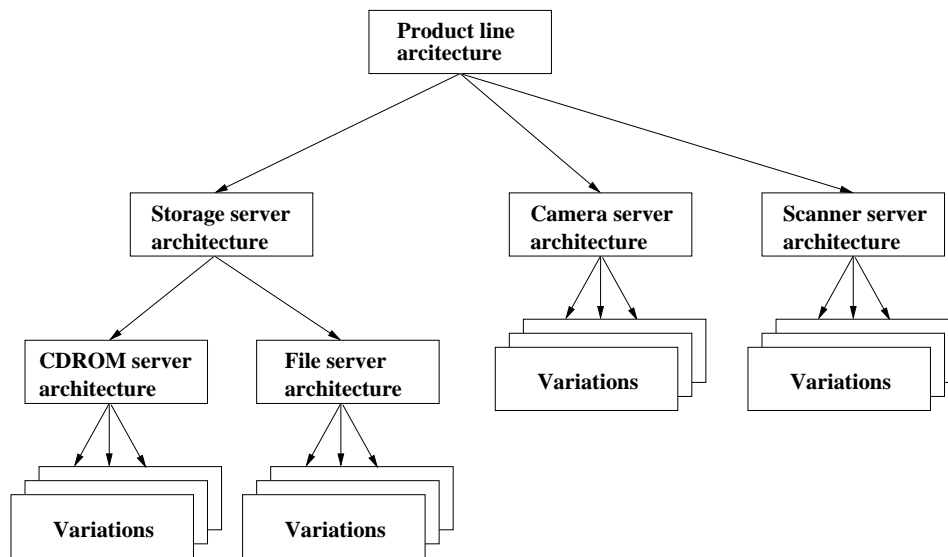 Product line
arcitecture
Storage server
architecture
Camera server
architecture
Scanner server
architecture
CDROM server
architecture
File server
architecture
Variations
Variations
Variations
Variations